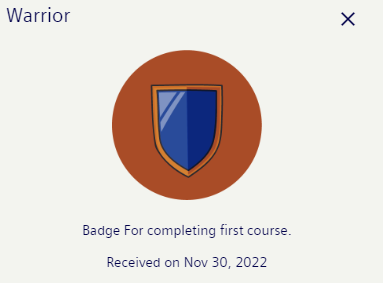 Warrior
Badge For completing first course.
Received on Nov 30, 2022